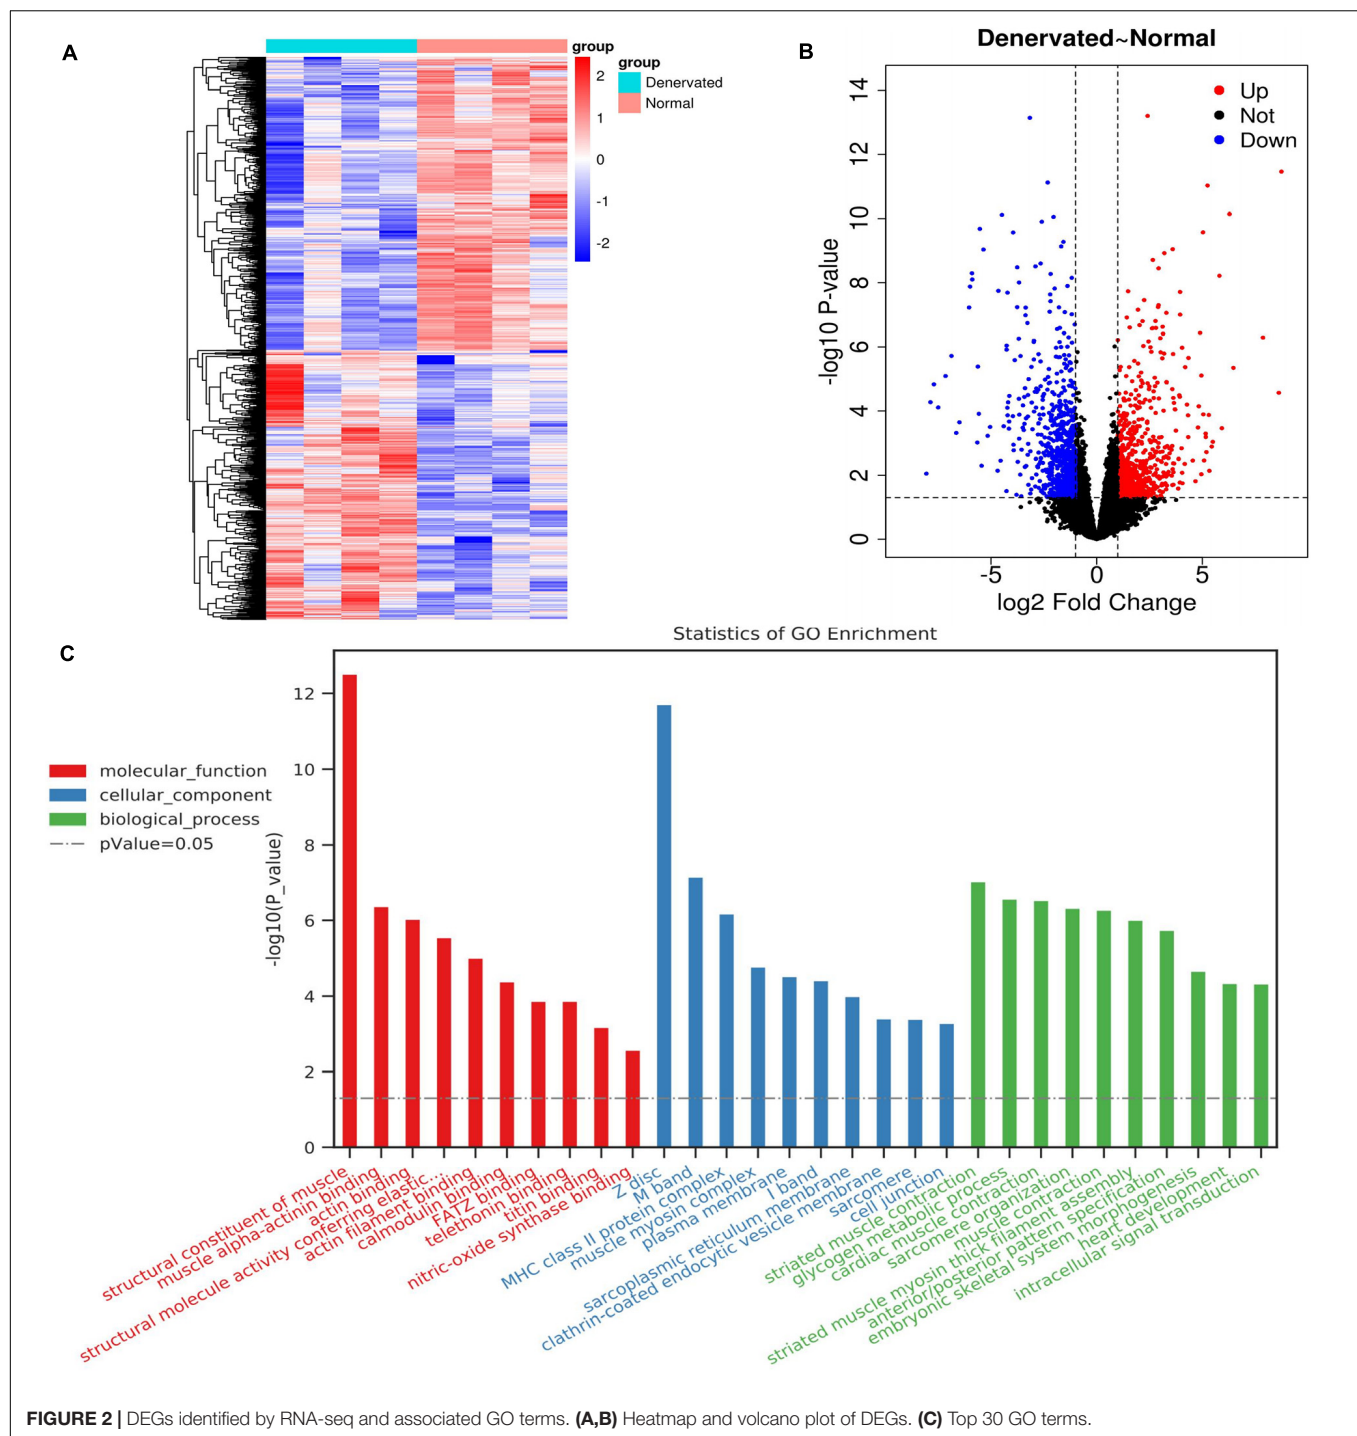 A
group
2
1
0
-1
-2
group
Denervated
Normal
B
Denervated~Normal
Up
Not
Down
-log10 P-value
14
12
10
8
6
4
2
0
-5
0
5
log2 Fold Change
C
Statistics of GO Enrichment
molecular_function
cellular_component
biological_process
pValue=0.05
-log10(P_value)
12
10
8
6
4
2
0
structural constituent of muscle
muscle alpha-actinin binding
actin binding
structural molecule activity conferring elastic...
actin filament binding
calmodulin binding
FATZ binding
telethonin binding
titin binding
nitric-oxide synthase binding
Z disc
M band
MHC class II protein complex
muscle myosin complex
plasma membrane
I band
sarcoplasmic reticulum membrane
clathrin-coated endocytic vesicle membrane
sarcomere
cell junction
striated muscle contraction
glycogen metabolic process
cardiac muscle contraction
sarcomere organization
muscle contraction
striated muscle myosin thick filament assembly
anterior/posterior pattern specification
embryonic skeletal system morphogenesis
heart development
intracellular signal transduction
FIGURE 2 | DEGs identified by RNA-seq and associated GO terms. (A,B) Heatmap and volcano plot of DEGs. (C) Top 30 GO terms.